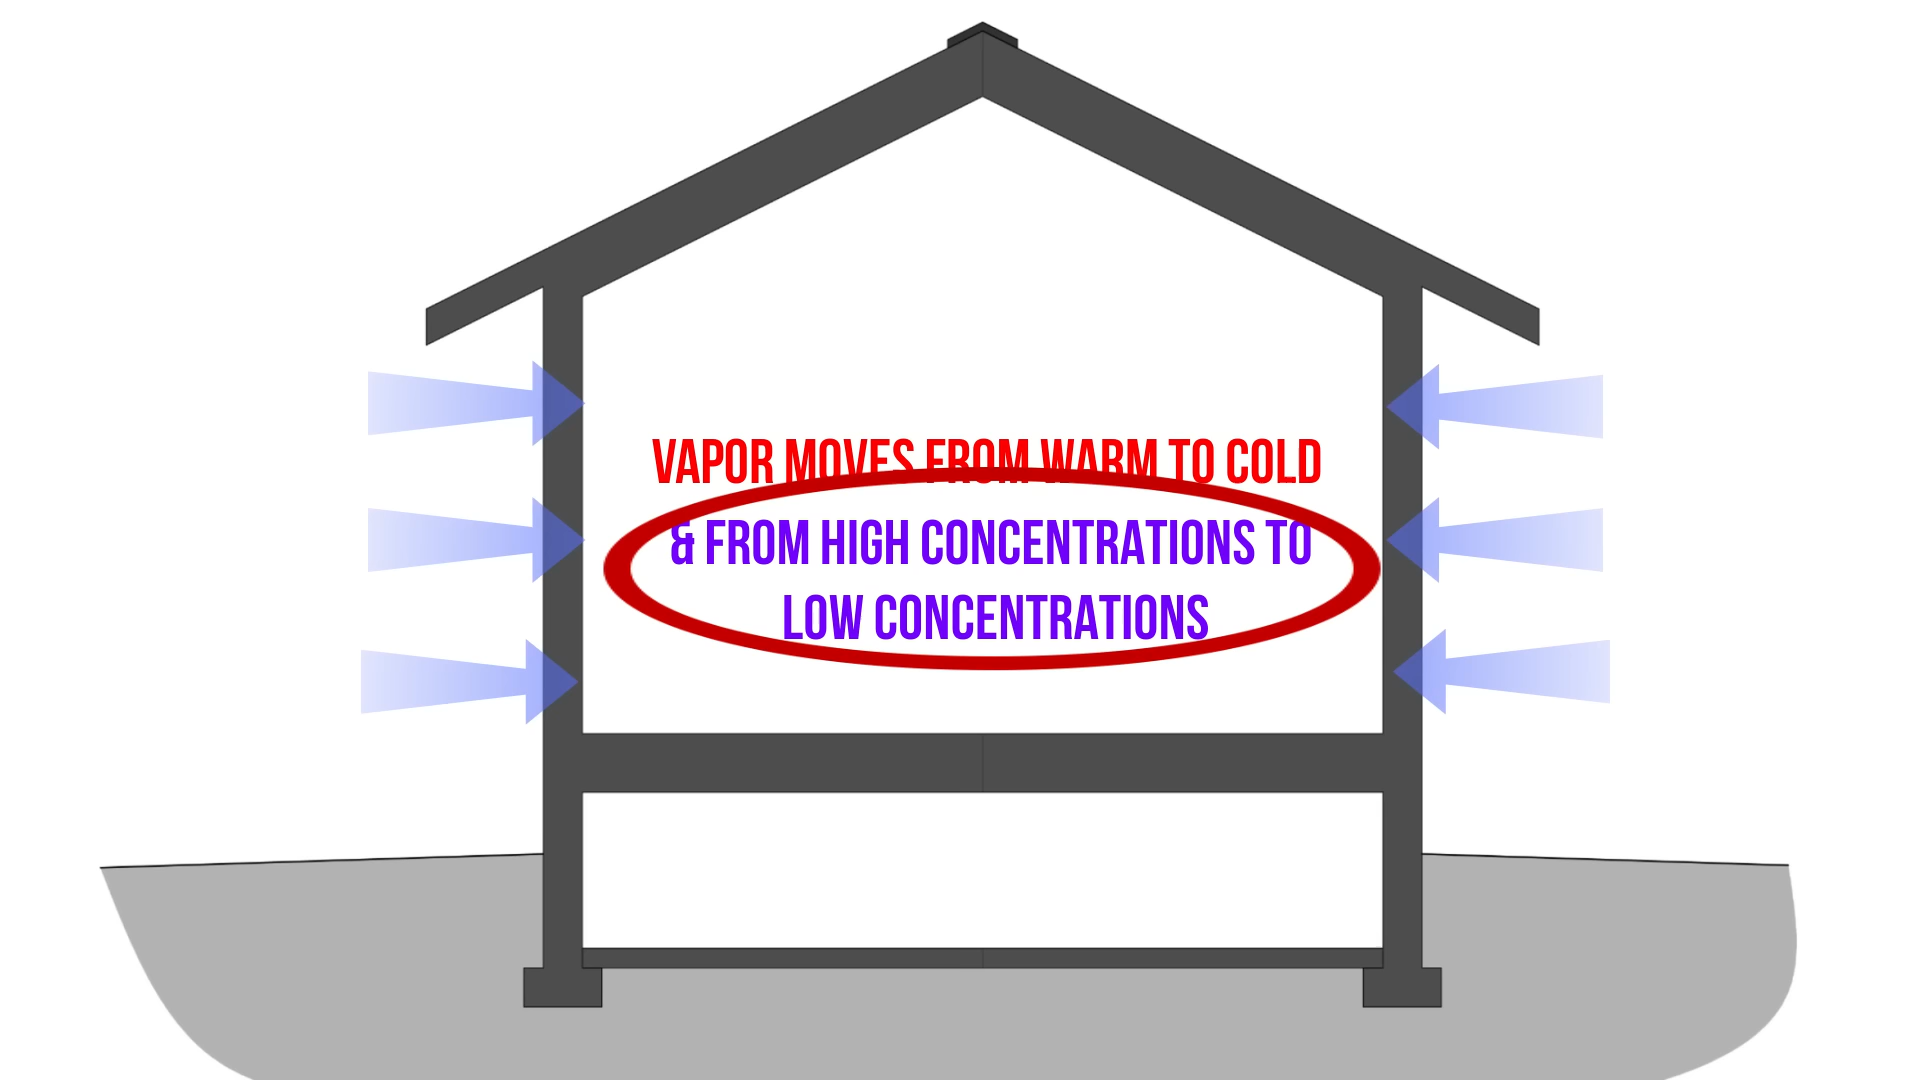 VAPOR MOVES FROM WARM TO COLD
& FROM HIGH CONCENTRATIONS TO
LOW CONCENTRATIONS